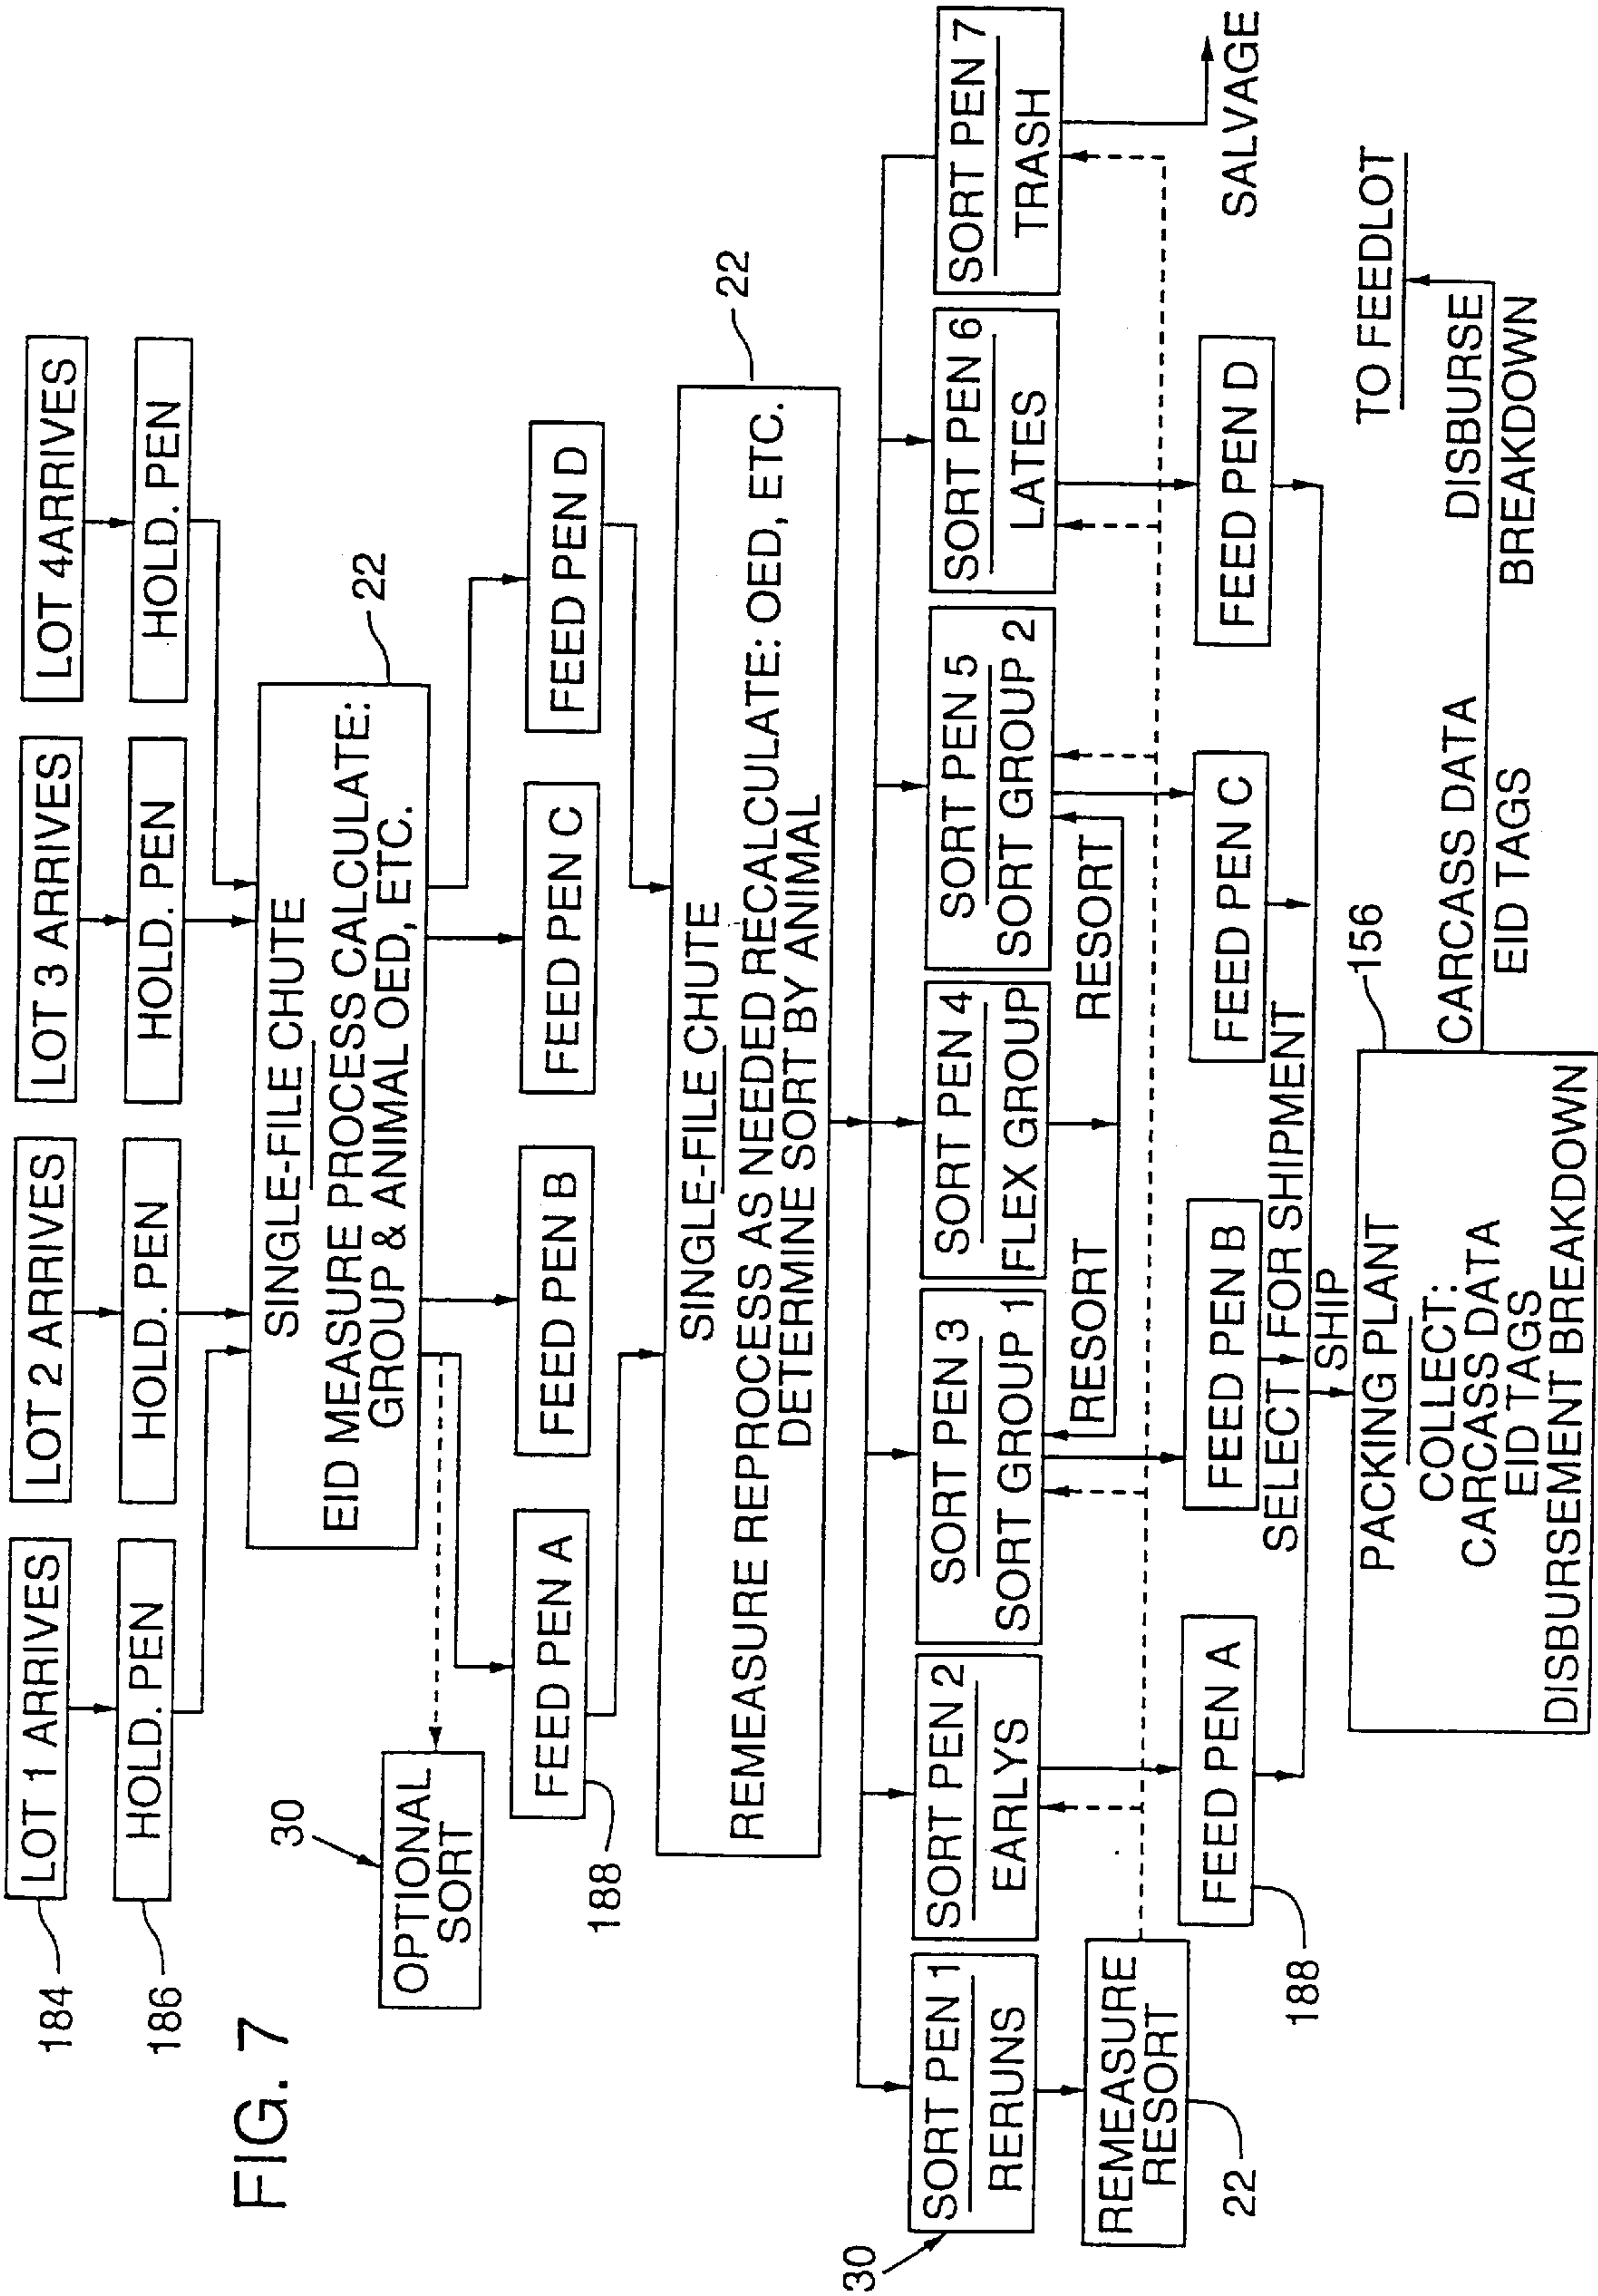 FIG. 7
184
LOT 1 ARRIVES
LOT 2 ARRIVES
LOT 3 ARRIVES
LOT 4 ARRIVES
186
HOLD. PEN
HOLD. PEN
HOLD. PEN
HOLD. PEN
SINGLE-FILE CHUTE
EID MEASURE PROCESS CALCULATE:
GROUP & ANIMAL OED, ETC.
22
30
OPTIONAL
SORT
188
FEED PEN A
FEED PEN B
FEED PEN C
FEED PEN D
SINGLE-FILE CHUTE
REMEASURE REPROCESS AS NEEDED RECALCULATE: OED, ETC.
DETERMINE SORT BY ANIMAL
22
30
SORT PEN 1
RERUNS
SORT PEN 2
EARLYS
SORT PEN 3
SORT GROUP 1
SORT PEN 4
FLEX GROUP
SORT PEN 5
SORT GROUP 2
SORT PEN 6
LATES
SORT PEN 7
TRASH
RESORT
RESORT
REMEASURE
RESORT
22
SALVAGE
188
FEED PEN A
FEED PEN B
FEED PEN C
FEED PEN D
SELECT FOR SHIPMENT
SHIP
PACKING PLANT
COLLECT:
CARCASS DATA
EID TAGS
DISBURSEMENT BREAKDOWN
156
CARCASS DATA
EID TAGS
DISBURSE
BREAKDOWN
TO FEEDLOT